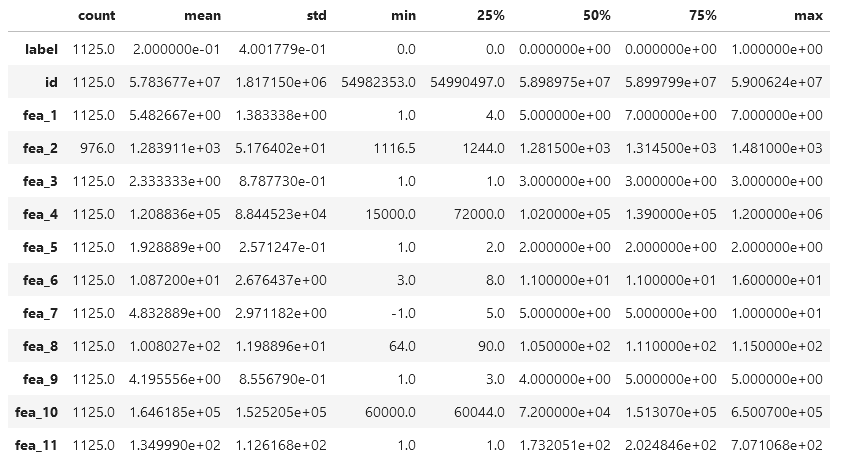 count mean std min 25% 50% 75% max
label 1125.0 2.000000e-01 4.001779e-01 0.0 0.0 0.000000e+00 0.000000e+00 1.000000e+00
id 1125.0 5.783677e+07 1.817150e+06 54982353.0 54990497.0 5.898975e+07 5.899799e+07 5.900624e+07
fea_1 1125.0 5.482667e+00 1.383338e+00 1.0 4.0 5.000000e+00 7.000000e+00 7.000000e+00
fea_2 976.0 1.283911e+03 5.176402e+01 1116.5 1244.0 1.281500e+03 1.314500e+03 1.481000e+03
fea_3 1125.0 2.333333e+00 8.787730e-01 1.0 1.0 3.000000e+00 3.000000e+00 3.000000e+00
fea_4 1125.0 1.208836e+05 8.844523e+04 15000.0 72000.0 1.020000e+05 1.390000e+05 1.200000e+06
fea_5 1125.0 1.928889e+00 2.571247e-01 1.0 2.0 2.000000e+00 2.000000e+00 2.000000e+00
fea_6 1125.0 1.087200e+01 2.676437e+00 3.0 8.0 1.100000e+01 1.100000e+01 1.600000e+01
fea_7 1125.0 4.832889e+00 2.971182e+00 -1.0 5.0 5.000000e+00 5.000000e+00 1.000000e+01
fea_8 1125.0 1.008027e+02 1.198896e+01 64.0 90.0 1.050000e+02 1.110000e+02 1.150000e+02
fea_9 1125.0 4.195556e+00 8.556790e-01 1.0 3.0 4.000000e+00 5.000000e+00 5.000000e+00
fea_10 1125.0 1.646185e+05 1.525205e+05 60000.0 60044.0 7.200000e+04 1.513070e+05 6.500700e+05
fea_11 1125.0 1.349990e+02 1.126168e+02 1.0 1.0 1.732051e+02 2.024846e+02 7.071068e+02